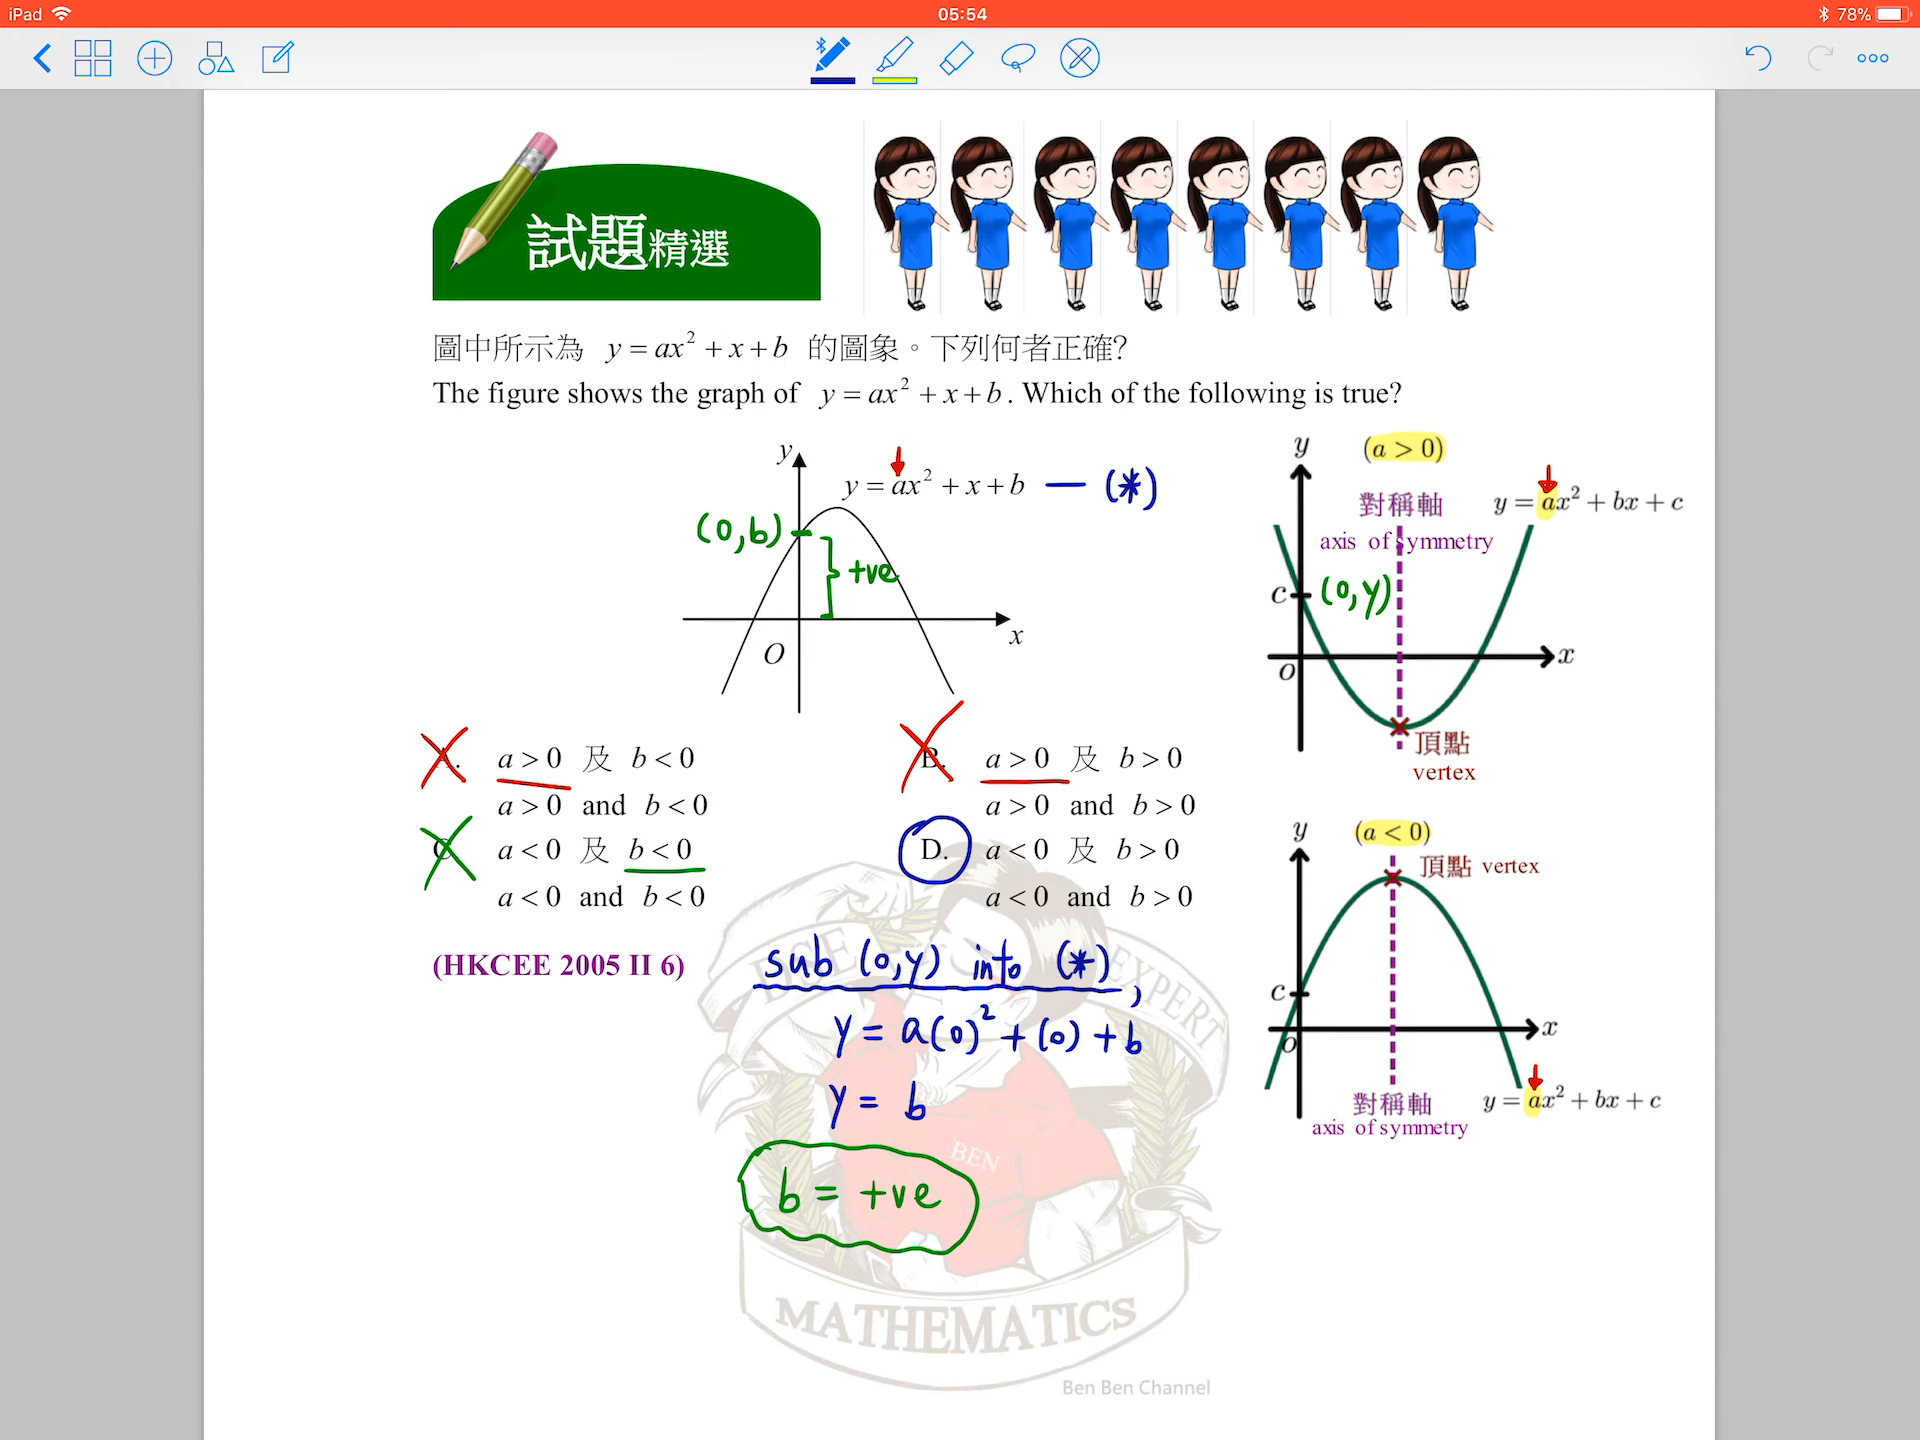 iPad 05:54 78%
試題精選
圖中所示為 y = ax² + x + b 的圖象。下列何者正確?
The figure shows the graph of y = ax² + x + b. Which of the following is true?
y
y = ax² + x + b — (*)
(0,b)
+ve
O
x
A. a > 0 及 b < 0
a > 0 and b < 0
B. a > 0 及 b > 0
a > 0 and b > 0
C. a < 0 及 b < 0
a < 0 and b < 0
D. a < 0 及 b > 0
a < 0 and b > 0
(HKCEE 2005 II 6)
sub (0,y) into (*),
y = a(0)² + (0) + b
y = b
b = +ve
y
(a > 0)
對稱軸
y = ax² + bx + c
axis of symmetry
c
(0,y)
x
O
頂點
vertex
y
(a < 0)
頂點 vertex
c
x
O
對稱軸
y = ax² + bx + c
axis of symmetry
DSE EXPERT
BEN
MATHEMATICS
Ben Ben Channel